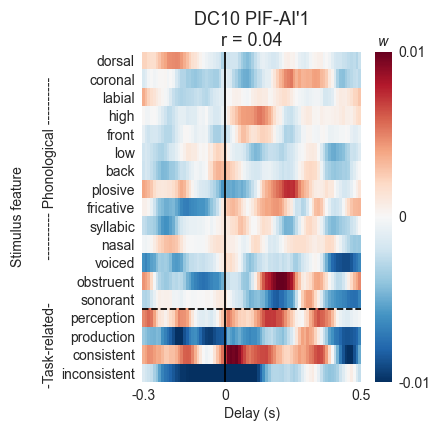 DC10 PIF-AI'1
r = 0.04
w
dorsal
coronal
labial
high
front
low
back
plosive
fricative
syllabic
nasal
voiced
obstruent
sonorant
perception
production
consistent
inconsistent
Stimulus feature
---------- Phonological ----------
-Task-related-
-0.3
0
0.5
Delay (s)
0.01
0
-0.01